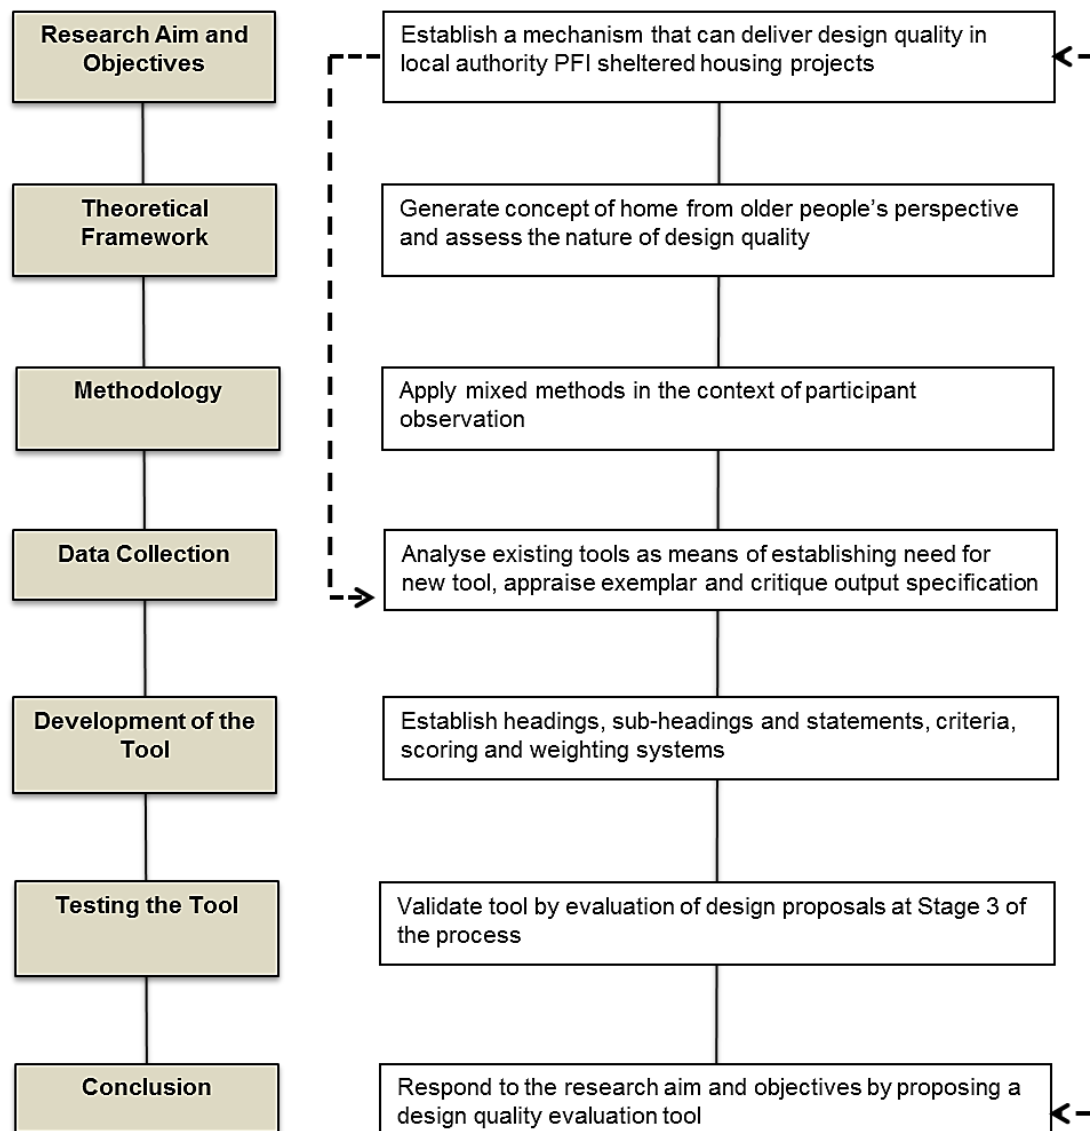 Research Aim and
Objectives
Establish a mechanism that can deliver design quality in
local authority PFI sheltered housing projects
Theoretical
Framework
Generate concept of home from older people's perspective
and assess the nature of design quality
Methodology
Apply mixed methods in the context of participant
observation
Data Collection
Analyse existing tools as means of establishing need for
new tool, appraise exemplar and critique output specification
Development of the
Tool
Establish headings, sub-headings and statements, criteria,
scoring and weighting systems
Testing the Tool
Validate tool by evaluation of design proposals at Stage 3 of
the process
Conclusion
Respond to the research aim and objectives by proposing a
design quality evaluation tool